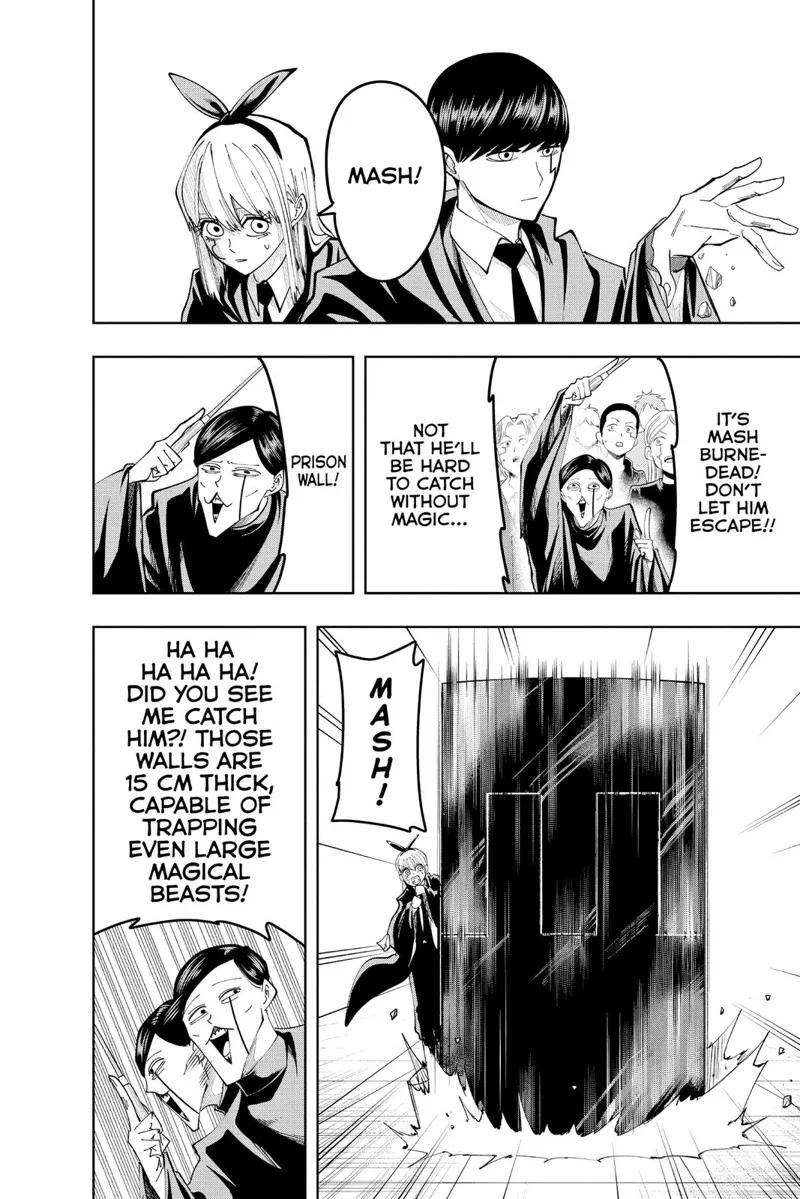 MASH!
IT'S
MASH
BURNE-
DEAD!
DON'T
LET HIM
ESCAPE!!
NOT
THAT HE'LL
BE HARD
TO CATCH
WITHOUT
MAGIC...
PRISON
WALL!
MASH!
HA HA
HA HA HA!
DID YOU SEE
ME CATCH
HIM?! THOSE
WALLS ARE
15 CM THICK,
CAPABLE OF
TRAPPING
EVEN LARGE
MAGICAL
BEASTS!